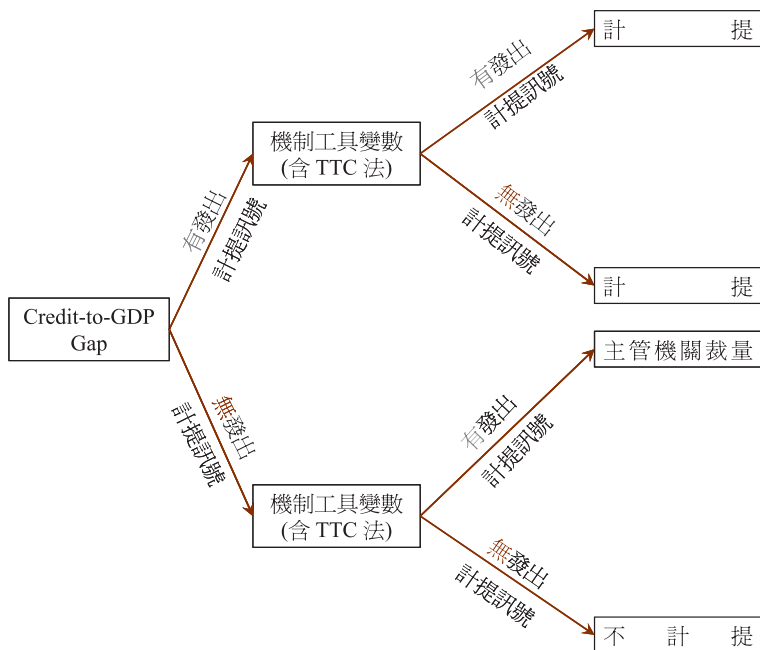 計提
有發出
計提訊號
機制工具變數
(含 TTC 法)
無發出
計提訊號
有發出
計提訊號
計提
Credit-to-GDP
Gap
主管機關裁量
無發出
計提訊號
有發出
計提訊號
機制工具變數
(含 TTC 法)
無發出
計提訊號
不計提